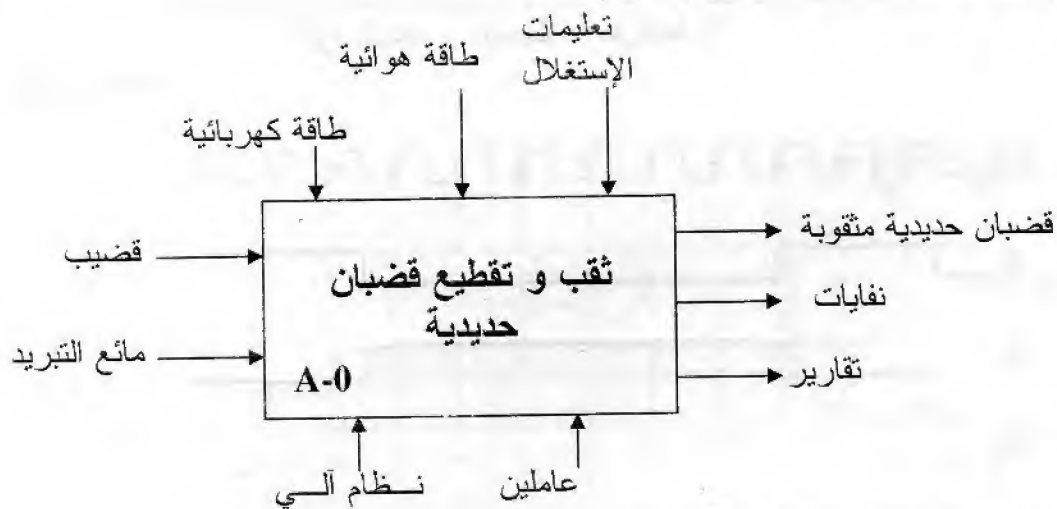 تعليمات
الإستغلال
طاقة هوائية
طاقة كهربائية
قضيب
مائع التبريد
ثقب و تقطيع قضبان
حديدية
A-0
قضبان حديدية مثقوبة
نفايات
تقارير
نظام آلي
عاملين